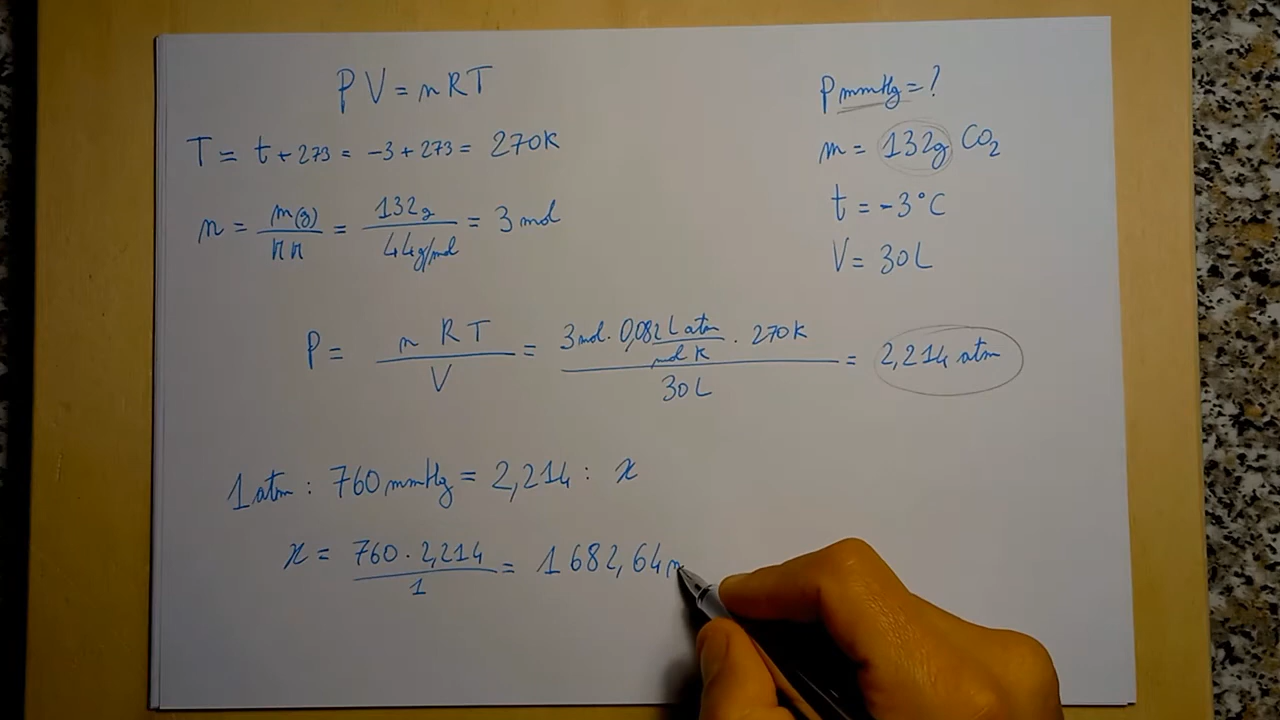 PV = nRT
P mmHg = ?
m = 132g CO₂
t = -3°C
V = 30L
T = t + 273 = -3 + 273 = 270K
n = m(g)/nn = 132g/44g/mol = 3 mol
P = nRT/V = 3mol · 0,082 L atm/mol K · 270K/30L = 2,214 atm
1 atm : 760 mmHg = 2,214 : x
x = 760 · 2,214/1 = 1682,64 m